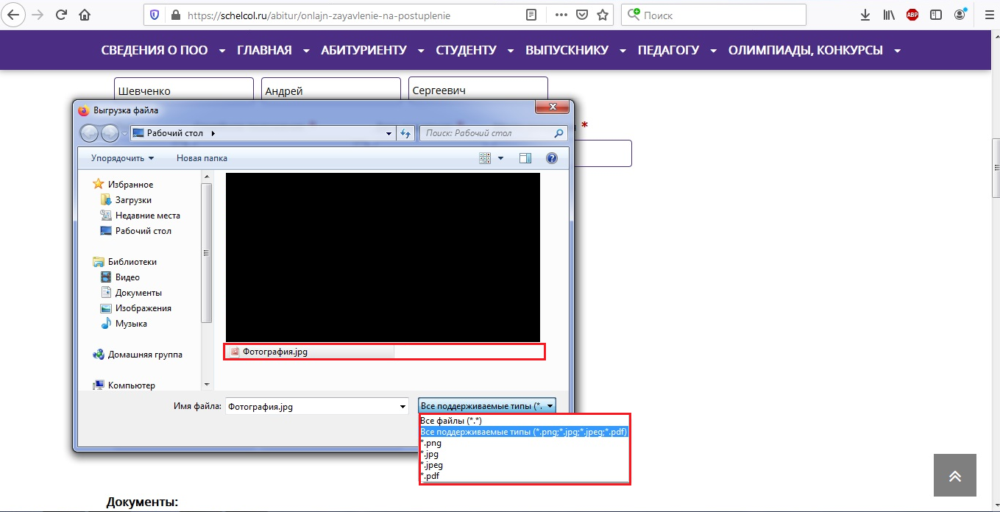 https://schelcol.ru/abitur/onlajn-zayavlenie-na-postuplenie
Поиск
ABP
СВЕДЕНИЯ О ПОО ГЛАВНАЯ АБИТУРИЕНТУ СТУДЕНТУ ВЫПУСКНИКУ ПЕДАГОГУ ОЛИМПИАДЫ, КОНКУРСЫ
Шевченко Андрей Сергеевич
Выгрузка файла
*
Рабочий стол
Поиск: Рабочий стол
Упорядочить Новая папка
Избранное
Загрузки
Недавние места
Рабочий стол
Библиотеки
Видео
Документы
Изображения
Музыка
Домашняя группа
Компьютер
Фотография.jpg
Имя файла: Фотография.jpg Все поддерживаемые типы (*.
Все файлы (*.*)
Все поддерживаемые типы (*.png;*.jpg;*.jpeg;*.pdf)
*.png
*.jpg
*.jpeg
*.pdf
Документы: